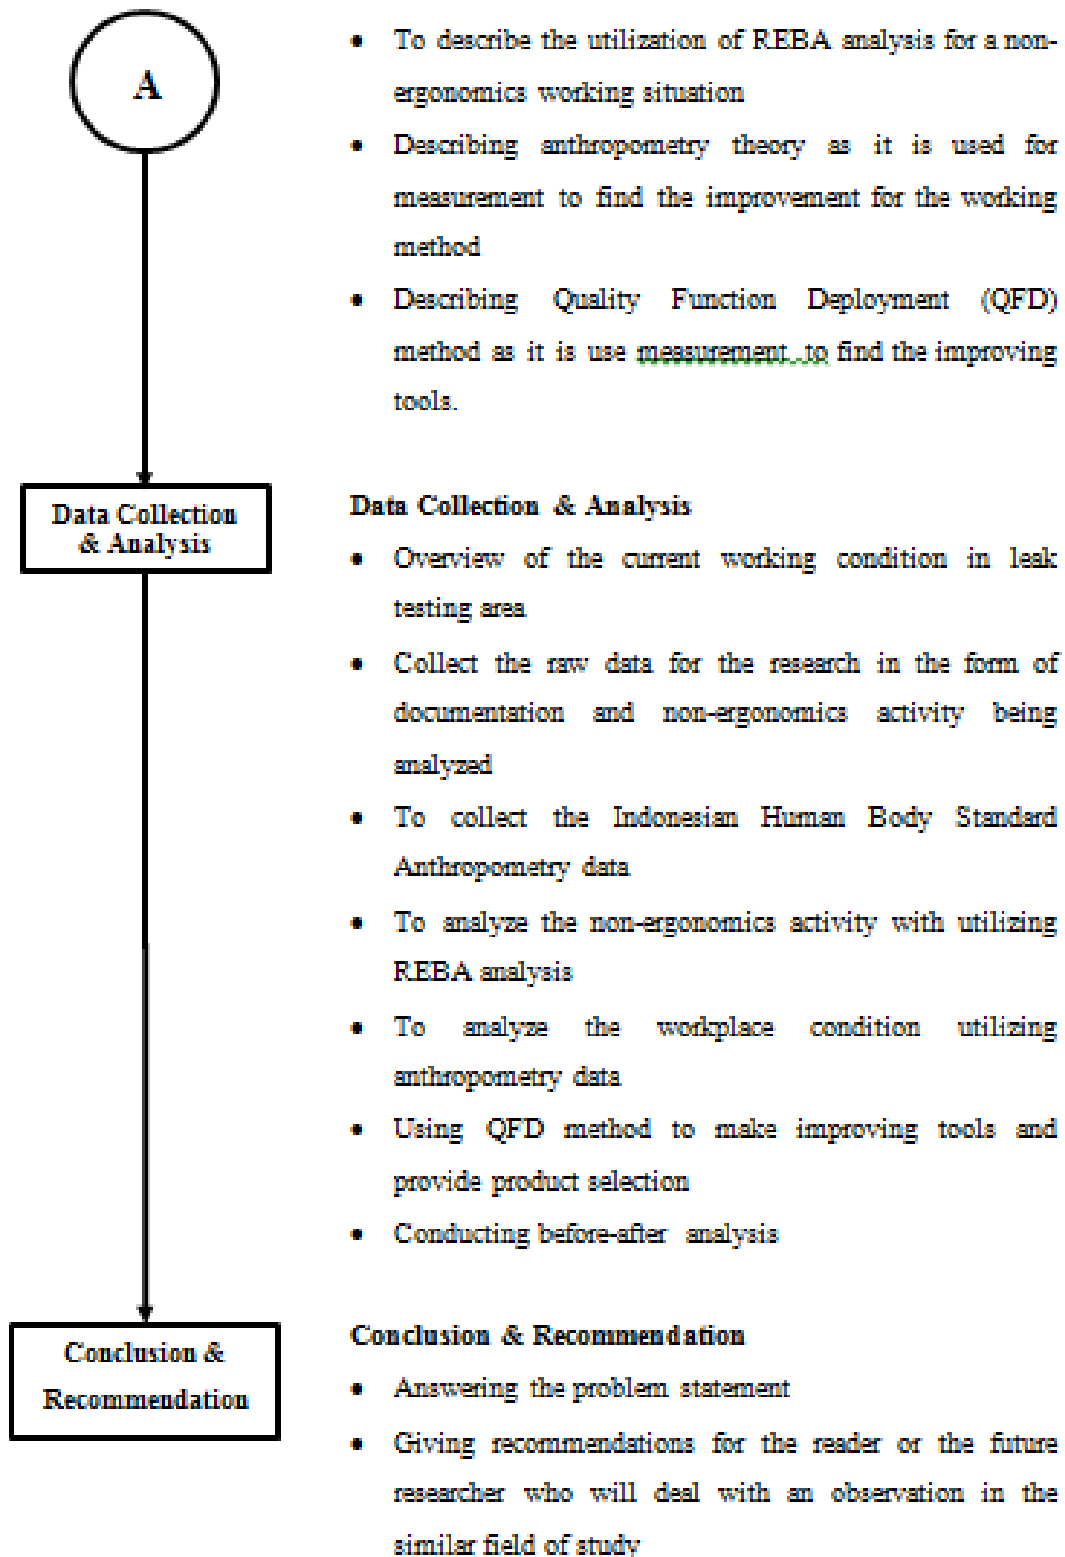 A
• To describe the utilization of REBA analysis for a non-
ergonomics working situation
• Describing anthropometry theory as it is used for
measurement to find the improvement for the working
method
• Describing Quality Function Deployment (QFD)
method as it is use measurement to find the improving
tools.
Data Collection
& Analysis
Data Collection & Analysis
• Overview of the current working condition in leak
testing area
• Collect the raw data for the research in the form of
documentation and non-ergonomics activity being
analyzed
• To collect the Indonesian Human Body Standard
Anthropometry data
• To analyze the non-ergonomics activity with utilizing
REBA analysis
• To analyze the workplace condition utilizing
anthropometry data
• Using QFD method to make improving tools and
provide product selection
• Conducting before-after analysis
Conclusion &
Recommendation
Conclusion & Recommendation
• Answering the problem statement
• Giving recommendations for the reader or the future
researcher who will deal with an observation in the
similar field of study